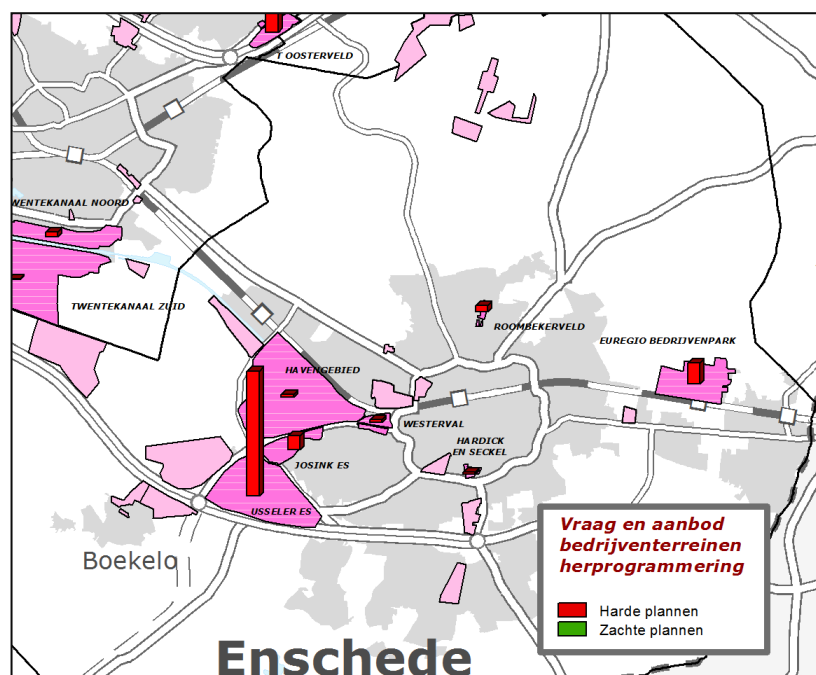 T OOSTERVELD
WENTEKANAAL NOORD
TWENTEKANAAL ZUID
ROOMBEKERVELD
EUREGIO BEDRIJVENPARK
HAVENGEBIED
WESTERVAL
HARDICK
EN SECKEL
JOSINK ES
USSELER ES
Boekelo
Enschede
Vraag en aanbod
bedrijventerreinen
herprogrammering
Harde plannen
Zachte plannen